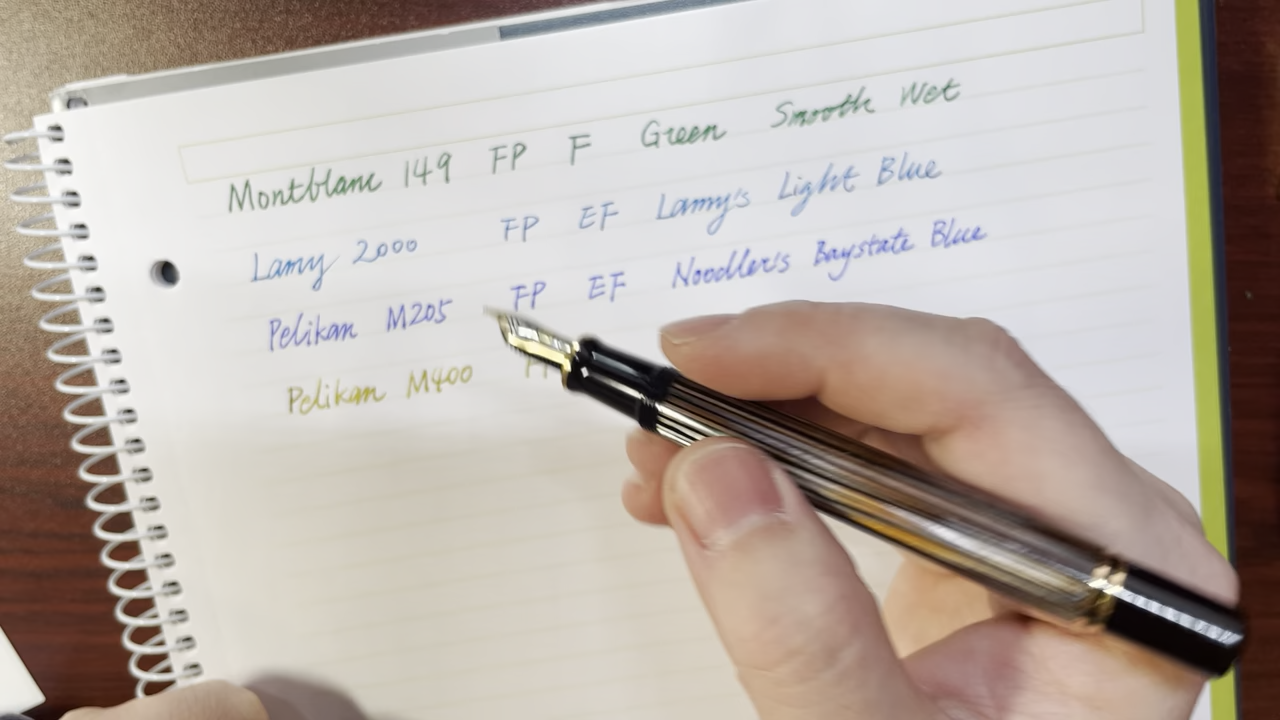 Montblanc 149 FP F Green Smooth Wet
Lamy 2000 FP EF Lamy's Light Blue
Pelikan M205 FP EF Noodler's Baystate Blue
Pelikan M400